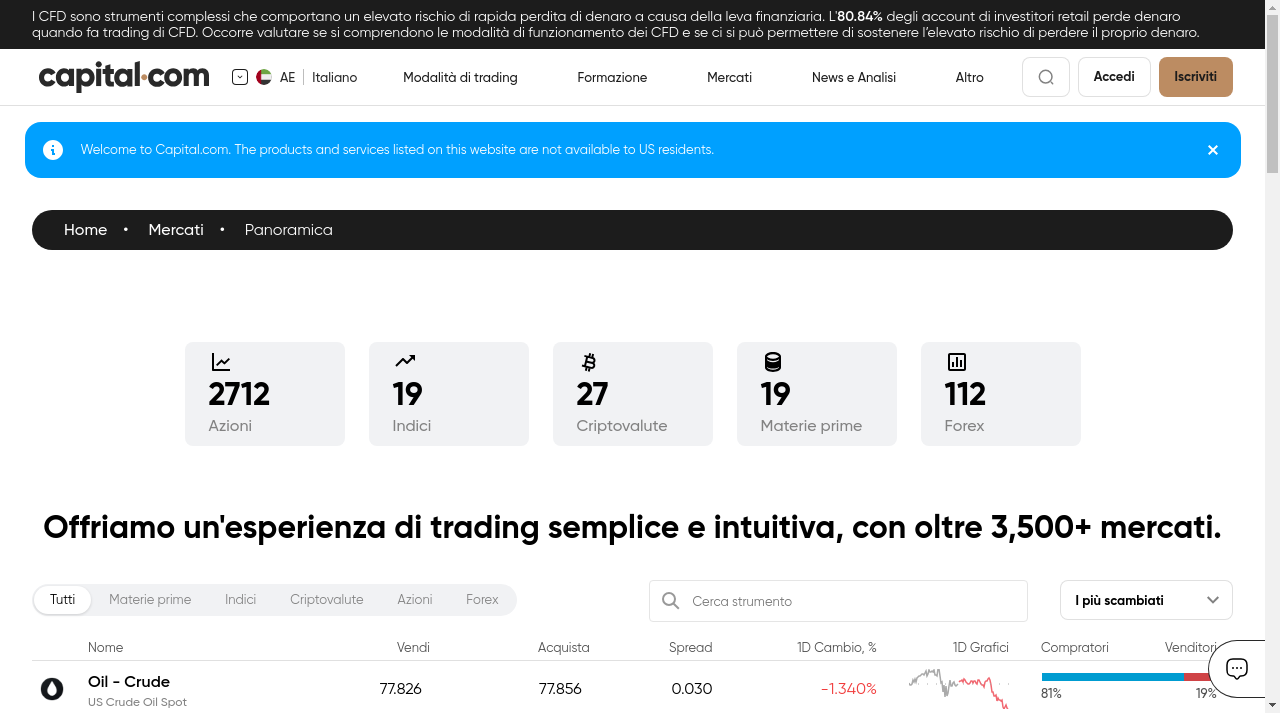 I CFD sono strumenti complessi che comportano un elevato rischio di rapida perdita di denaro a causa della leva finanziaria. L'80.84% degli account di investitori retail perde denaro
quando fa trading di CFD. Occorre valutare se si comprendono le modalità di funzionamento dei CFD e se ci si può permettere di sostenere l’elevato rischio di perdere il proprio denaro.
capital.com AE Italiano Modalità di trading Formazione Mercati News e Analisi Altro Accedi Iscriviti
Welcome to Capital.com. The products and services listed on this website are not available to US residents.
Home • Mercati • Panoramica
2712 19 27 19 112
Azioni Indici Criptovalute Materie prime Forex
Offriamo un'esperienza di trading semplice e intuitiva, con oltre 3,500+ mercati.
Tutti Materie prime Indici Criptovalute Azioni Forex Cerca strumento I più scambiati
Nome Vendi Acquista Spread 1D Cambio, % 1D Grafici Compratori Venditori
Oil - Crude 77.826 77.856 0.030 -1.340%
US Crude Oil Spot 81% 19%